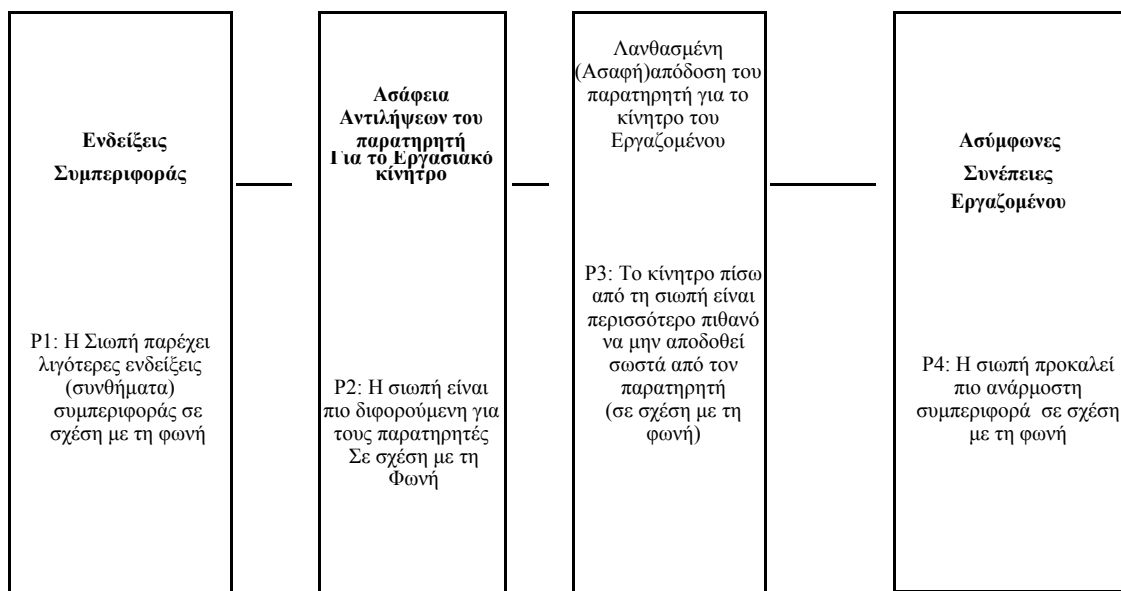 Ενδείξεις
Συμπεριφοράς
P1: Η Σιωπή παρέχει
λιγότερες ενδείξεις
(συνθήματα)
συμπεριφοράς σε
σχέση με τη φωνή
Ασάφεια
Αντιλήψεων του
παρατηρητή
Για το Εργασιακό
κίνητρο
P2: Η σιωπή είναι
πιο διφορούμενη για
τους παρατηρητές
Σε σχέση με τη
Φωνή
Λανθασμένη
(Ασαφή)απόδοση του
παρατηρητή για το
κίνητρο του
Εργαζομένου
P3: Το κίνητρο πίσω
από τη σιωπή είναι
περισσότερο πιθανό
να μην αποδοθεί
σωστά από τον
παρατηρητή
(σε σχέση με τη
φωνή)
Ασύμφωνες
Συνέπειες
Εργαζομένου
P4: Η σιωπή προκαλεί
πιο ανάρμοστη
συμπεριφορά σε σχέση
με τη φωνή